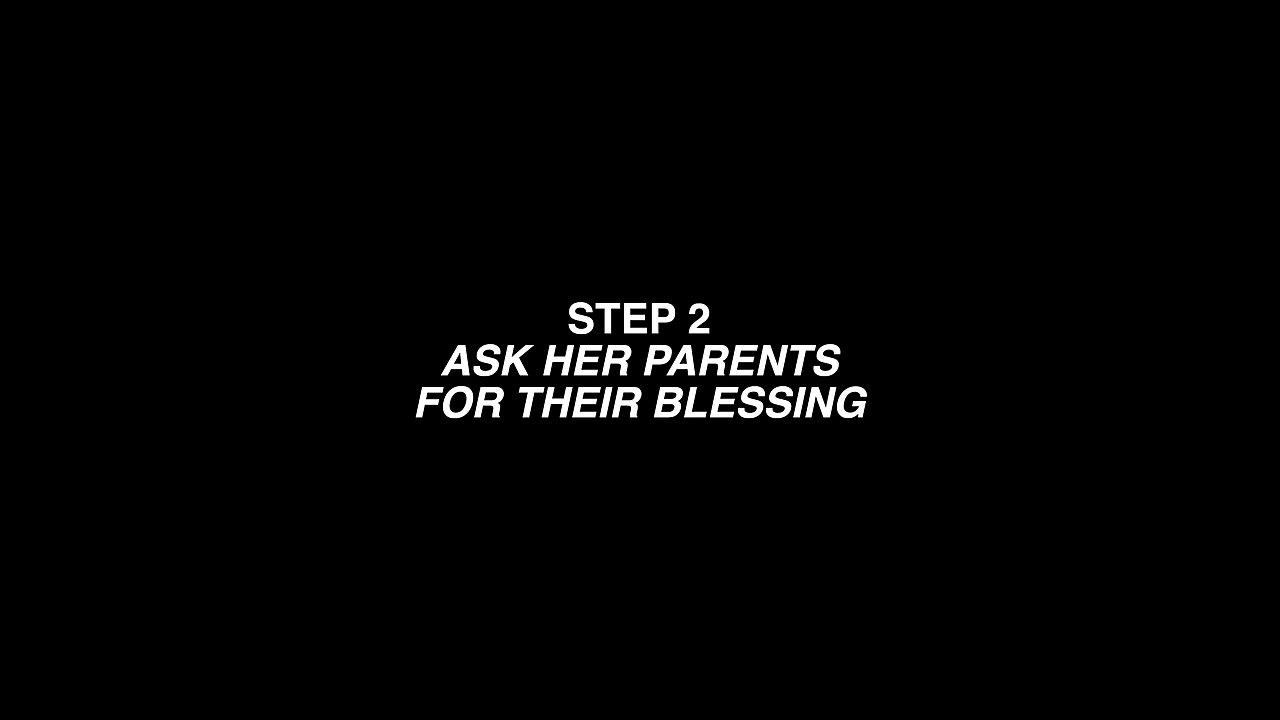 STEP 2
ASK HER PARENTS
FOR THEIR BLESSING